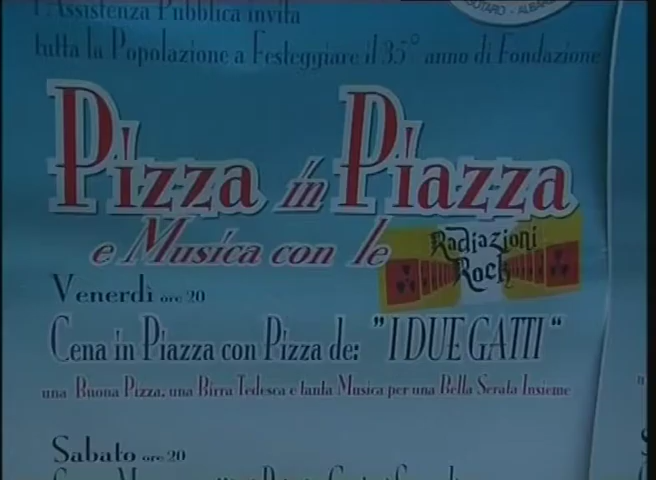 l'Assistenza Pubblica invita
tutta la Popolazione a Festeggiare il 35° anno di Fondazione
Pizza in Piazza
e Musica con le
Radiazioni
Rock
Venerdì ore 20
Cena in Piazza con Pizza de: "I DUE GATTI"
una Buona Pizza, una Birra Tedesca e tanta Musica per una Bella Serata Insieme
Sabato ore 20